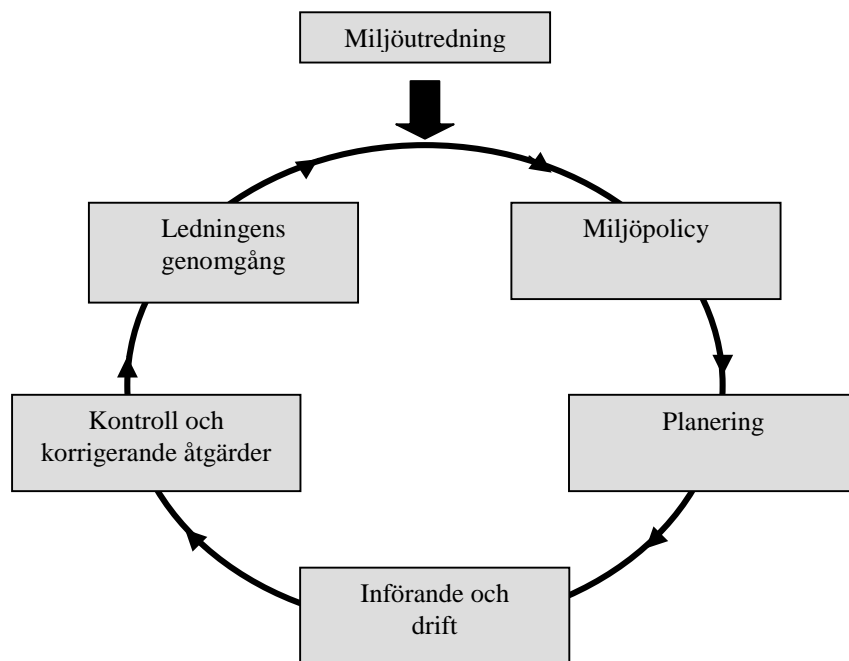 Miljöutredning
Ledningens
genomgång
Miljöpolicy
Kontroll och
korrigerande åtgärder
Planering
Införande och
drift